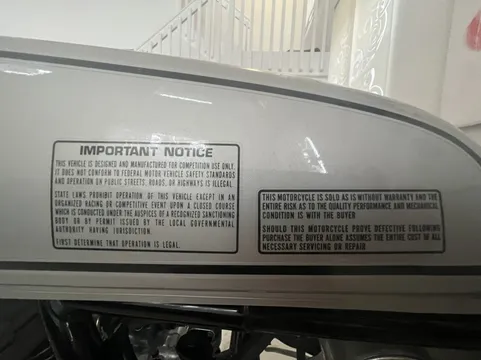 IMPORTANT NOTICE
THIS VEHICLE IS DESIGNED AND MANUFACTURED FOR COMPETITION USE ONLY.
IT DOES NOT CONFORM TO FEDERAL MOTOR VEHICLE SAFETY STANDARDS
AND OPERATION ON PUBLIC STREETS, ROADS, OR HIGHWAYS IS ILLEGAL.
STATE LAWS PROHIBIT OPERATION OF THIS VEHICLE EXCEPT IN AN
ORGANIZED RACING OR COMPETITIVE EVENT UPON A CLOSED COURSE
WHICH IS CONDUCTED UNDER THE AUSPICES OF A RECOGNIZED SANCTIONING
BODY OR BY PERMIT ISSUED BY THE LOCAL GOVERNMENTAL
AUTHORITY HAVING JURISDICTION.
FIRST DETERMINE THAT OPERATION IS LEGAL.
THIS MOTORCYCLE IS SOLD AS IS WITHOUT WARRANTY AND THE
ENTIRE RISK AS TO THE QUALITY PERFORMANCE AND MECHANICAL
CONDITION IS WITH THE BUYER
SHOULD THIS MOTORCYCLE PROVE DEFECTIVE FOLLOWING
PURCHASE THE BUYER ALONE ASSUMES THE ENTIRE COST OF ALL
NECESSARY SERVICING OR REPAIR.